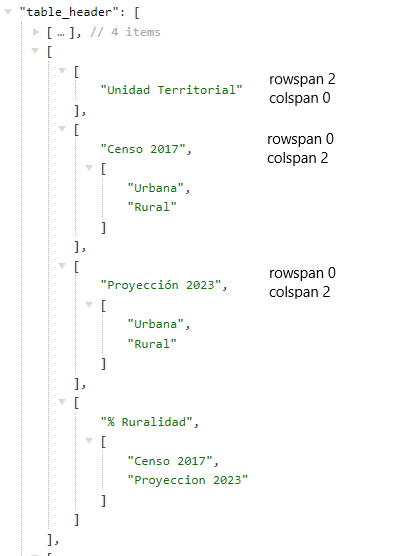 "table_header": [
[ … ], // 4 items
[
[
"Unidad Territorial" rowspan 2
colspan 0
],
[ rowspan 0
"Censo 2017", colspan 2
[
"Urbana",
"Rural"
]
],
[ rowspan 0
"Proyección 2023", colspan 2
[
"Urbana",
"Rural"
]
],
[
"% Ruralidad",
[
"Censo 2017",
"Proyeccion 2023"
]
]
],
[